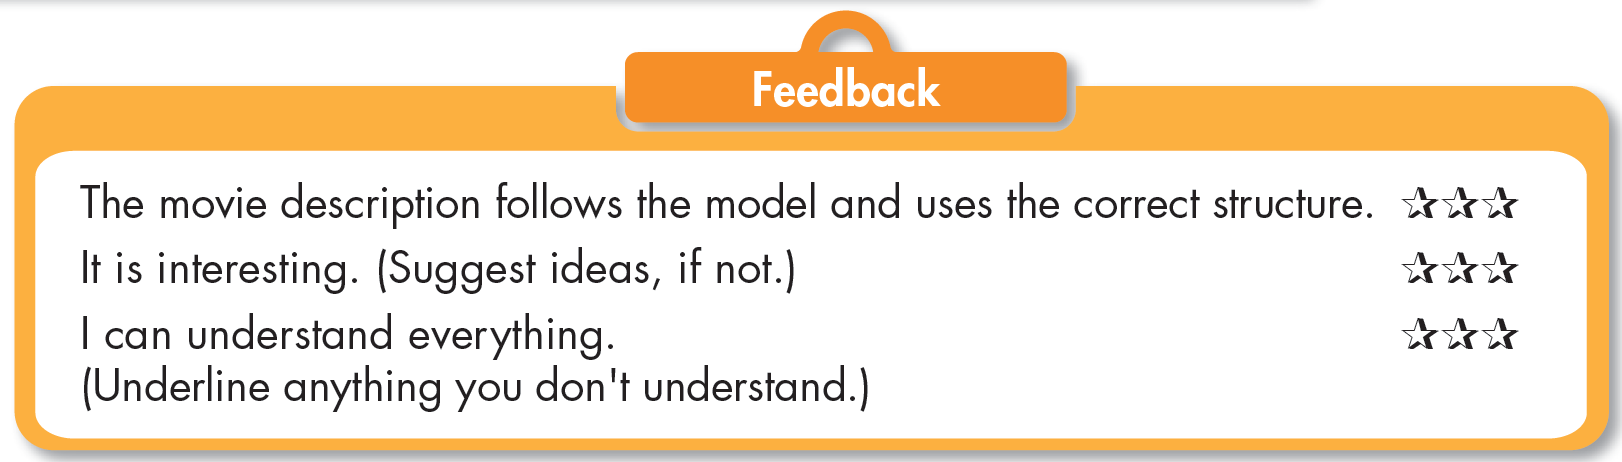 Feedback
The movie description follows the model and uses the correct structure. ✰✰✰
It is interesting. (Suggest ideas, if not.) ✰✰✰
I can understand everything. ✰✰✰
(Underline anything you don't understand.)